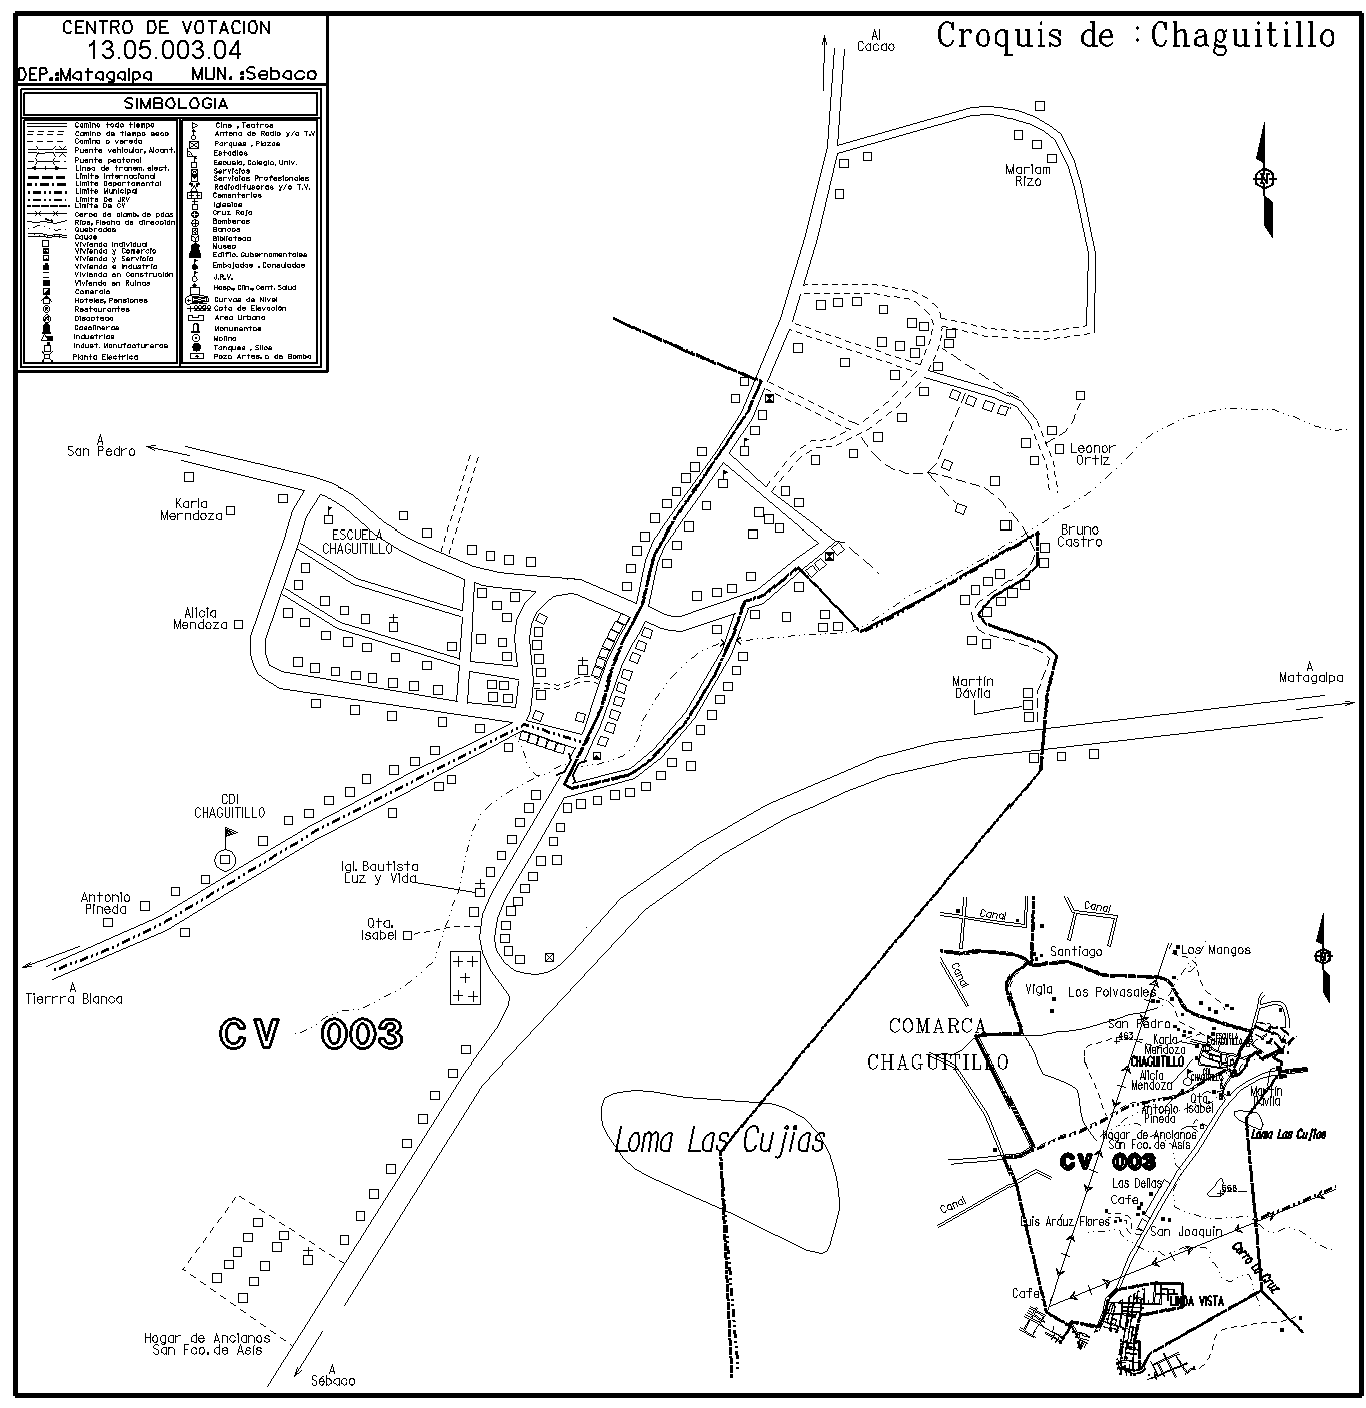 CENTRO DE VOTACION
13.05.003.04
DEP.:Matagalpa MUN.:Sebaco
SIMBOLOGIA
Camino todo tiempo
Camino de tiempo seco
Camino o vereda
Puente vehicular, Alcant.
Puente peatonal
Linea de transm. elect.
Limite Internacional
Limite Departamental
Limite Municipal
Limite De JRV
Limite De CV
Cerca de alamb. de puas
Rios, Flecha de dirección
Quebradas
Cauce
Vivienda Individual
Vivienda y Comercio
Vivienda y Servicio
Vivienda e Industria
Vivienda en Construción
Vivienda en Ruinas
Comercio
Hoteles, Pensiones
Restaurantes
Discoteca
Gasolineras
Industrias
Indust. Manufactureras
Planta Electrica
Cine , Teatros
Antena de Radio y/o T.V
Parques , Plazas
Estadios
Escuela, Colegio, Univ.
Servicios
Servicios Profesionales
Radiodifusoras y/o T.V.
Cementerios
Iglesias
Cruz Roja
Bomberos
Bancos
Biblioteca
Museo
Edific. Gubernamentales
Embajadas , Consulados
J.R.V.
Hosp., Clin., Cent. Salud
Curvas de Nivel
Cota de Elevación
Area Urbana
Monumentos
Molino
Tanques , Silos
Pozo Artes. o de Bombo
Croquis de : Chaguitillo
Al
Cacao
Mariam
Rizo
N
A
San Pedro
Karla
Merndoza
ESCUELA
CHAGUITILLO
Leonor
Ortiz
Bruno
Castro
Alicia
Mendoza
Martín
Dávila
A
Matagalpa
CDI
CHAGUITILLO
Igl. Bautista
Luz y Vida
Antonio
Pineda
Qta.
Isabel
A
Tierrra Blanca
CV 003
Loma Las Cujias
Hogar de Ancianos
San Fco. de Asis
A
Sébaco
Canal
Canal
Santiago
Los Mangos
Canal
Vigia
Los Polvasales
COMARCA
CHAGUITILLO
San Pedro
463
Karla
Mendoza
CHAGUITILLO
Alicia
Mendoza
Qta.
Isabel
Antonio
Pineda
Martín
Dávila
Hogar de Ancianos
San Fco. de Asis
Loma Las Cujias
CV 003
Las Delias
Cafe
Canal
Luis Aráuz Flores
San Joaquin
Cerro La Cruz
Cafe
LINDA VISTA